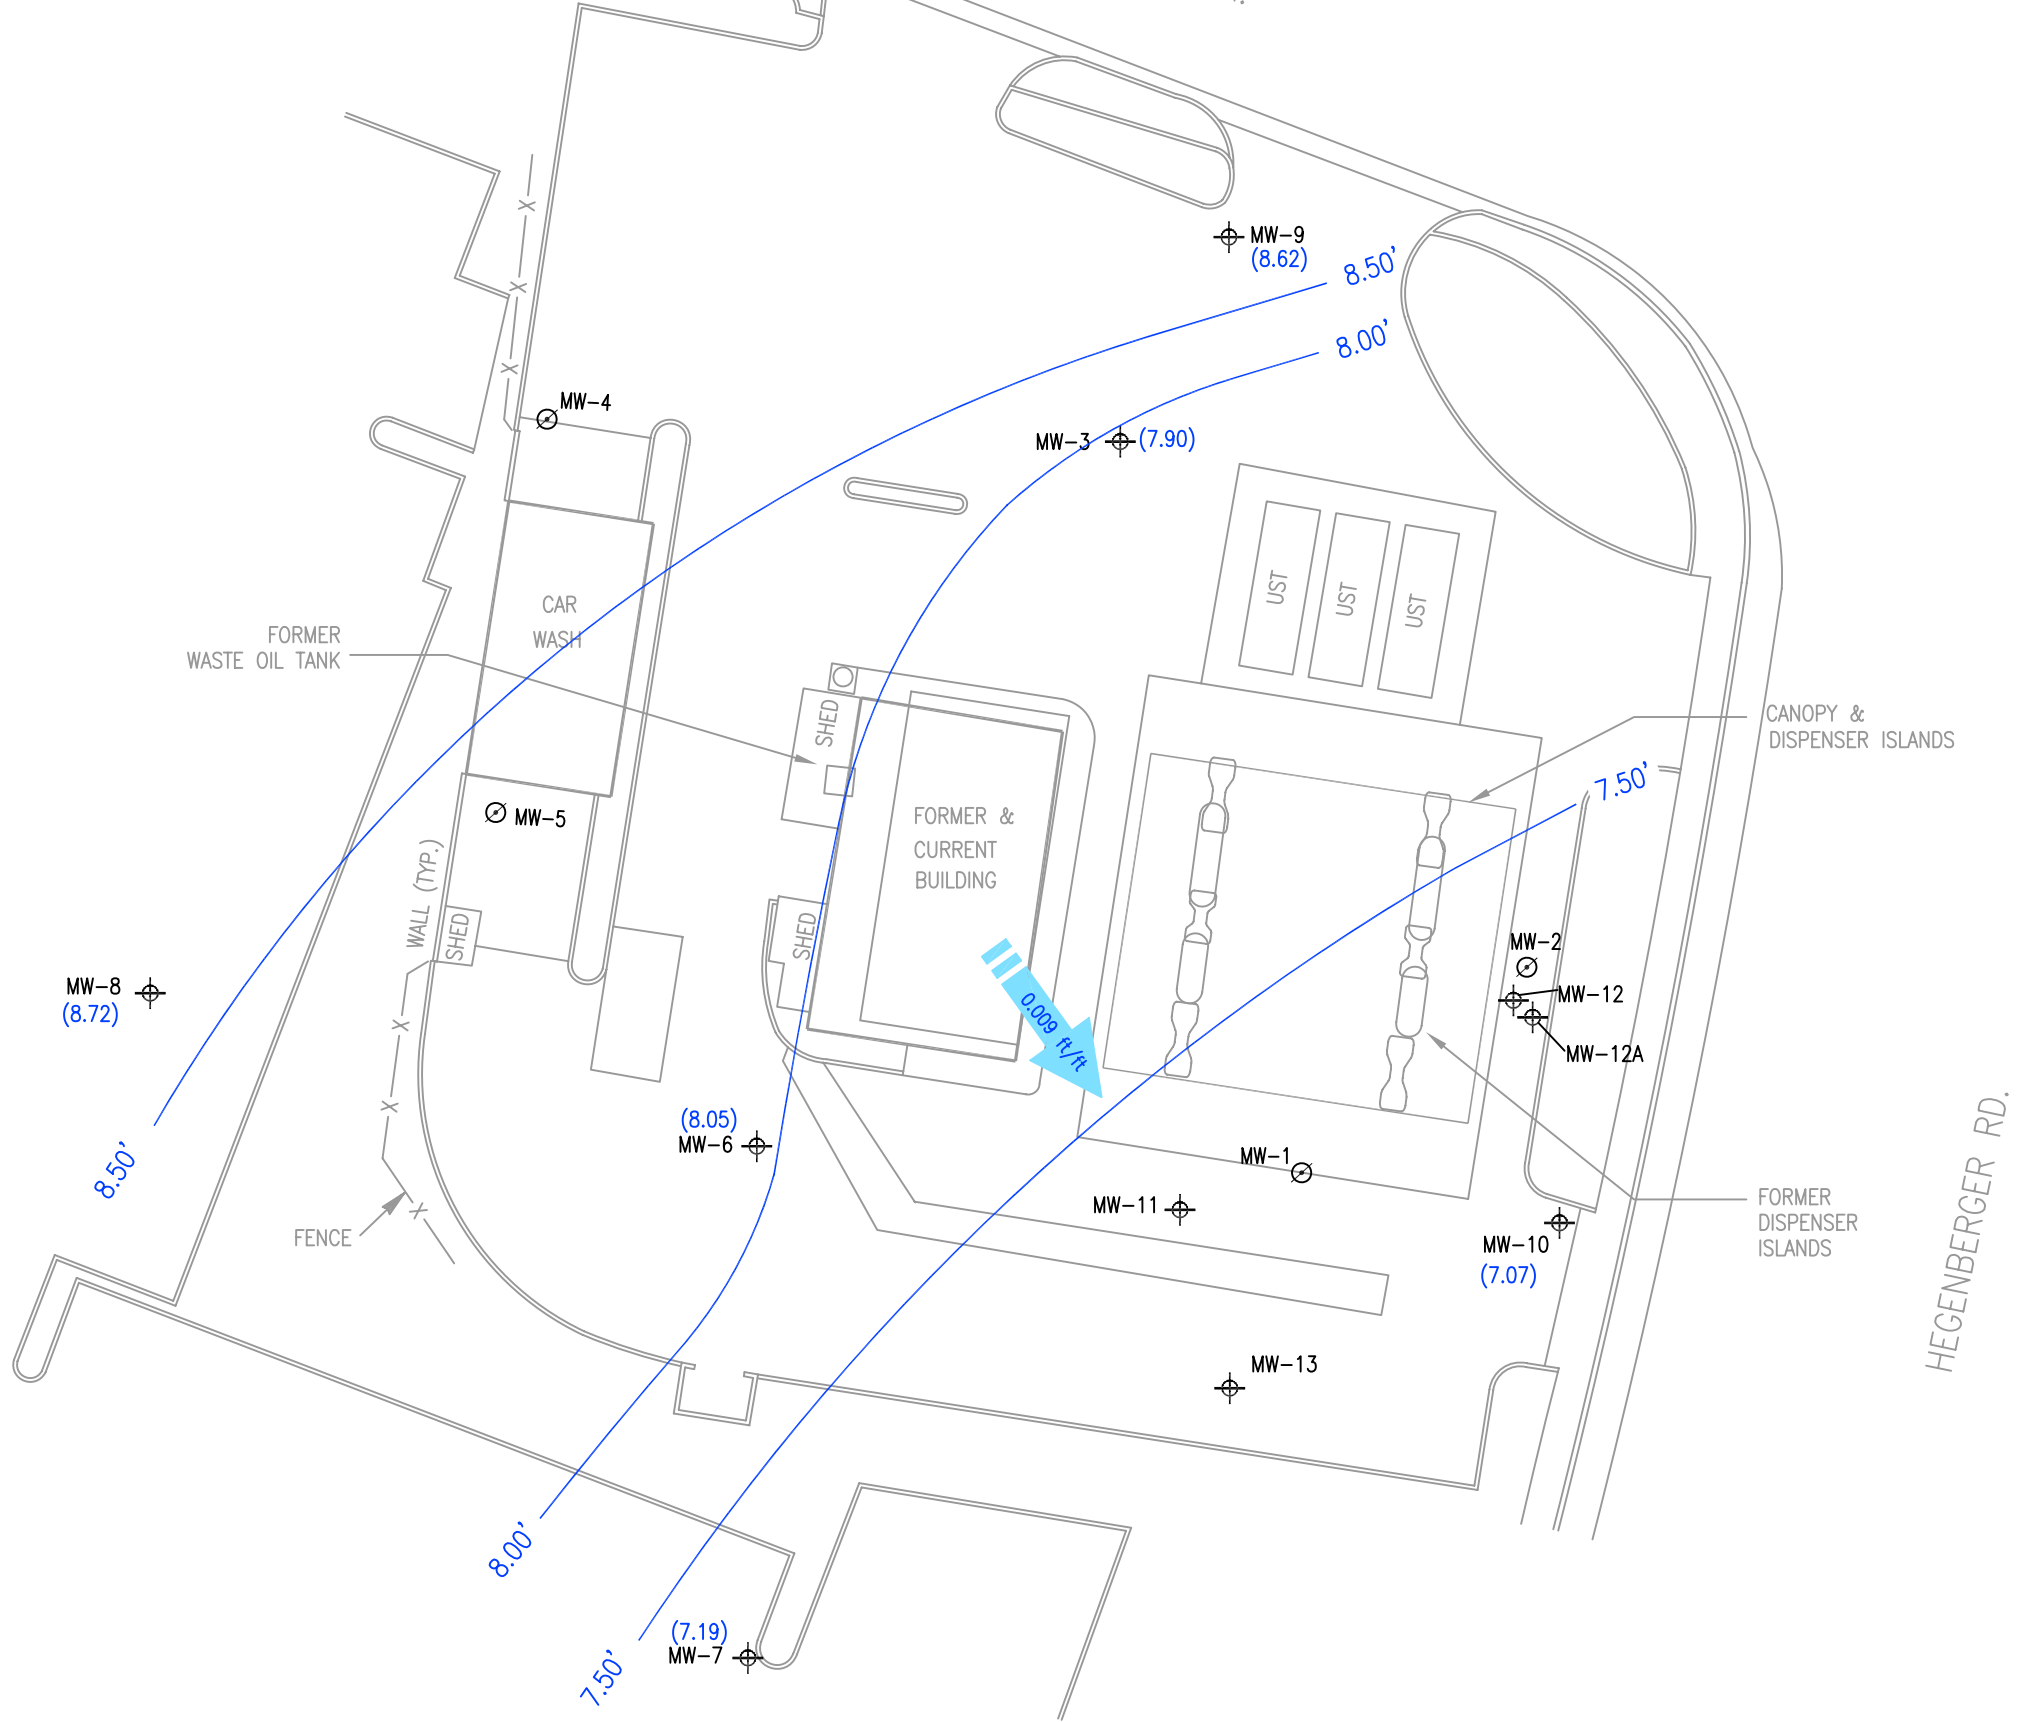 MW-9
(8.62)
8.50'
8.00'
MW-4
MW-3
(7.90)
UST
UST
UST
CAR
WASH
FORMER
WASTE OIL TANK
SHED
CANOPY &
DISPENSER ISLANDS
7.50'
MW-5
FORMER &
CURRENT
BUILDING
WALL (TYP.)
SHED
SHED
MW-2
MW-8
(8.72)
MW-12
0.009 ft/ft
MW-12A
(8.05)
MW-6
MW-1
8.50'
MW-11
FORMER
DISPENSER
ISLANDS
HEGENBERGER RD.
FENCE
MW-10
(7.07)
MW-13
8.00'
(7.19)
MW-7
7.50'
X
X
X
X
X
X